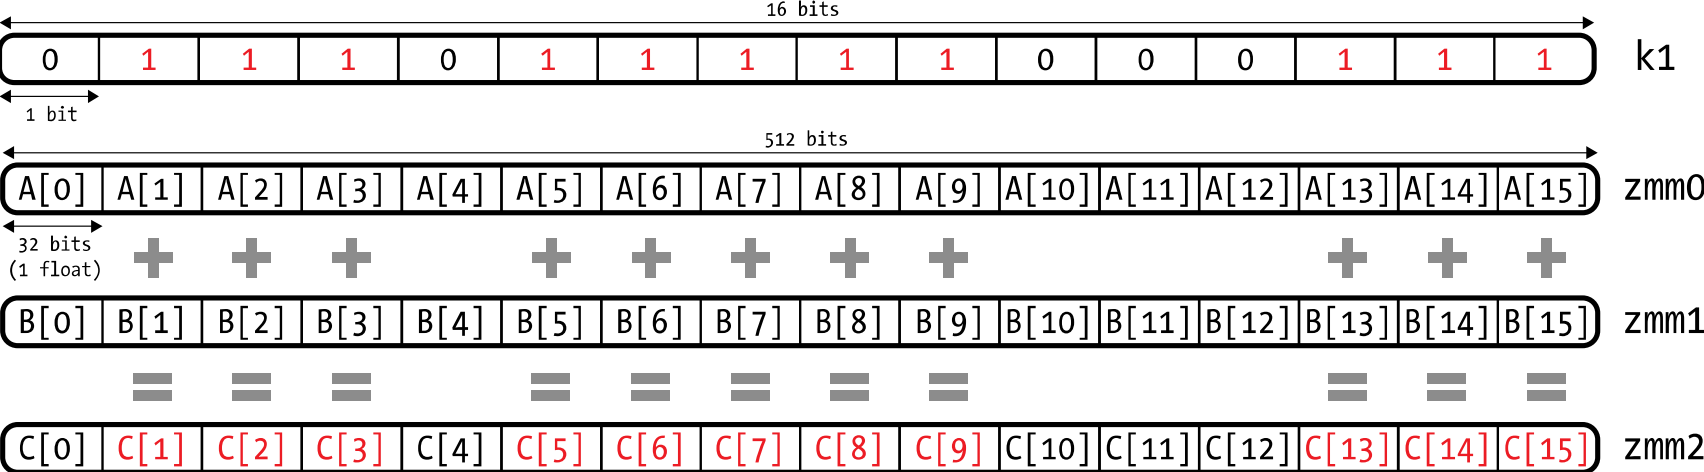 16 bits
0 1 1 1 0 1 1 1 1 1 0 0 0 1 1 1 k1
1 bit
512 bits
A[0] A[1] A[2] A[3] A[4] A[5] A[6] A[7] A[8] A[9] A[10] A[11] A[12] A[13] A[14] A[15] zmm0
32 bits
(1 float)
+ + + + + + + + + + +
B[0] B[1] B[2] B[3] B[4] B[5] B[6] B[7] B[8] B[9] B[10] B[11] B[12] B[13] B[14] B[15] zmm1
= = = = = = = = = = =
C[0] C[1] C[2] C[3] C[4] C[5] C[6] C[7] C[8] C[9] C[10] C[11] C[12] C[13] C[14] C[15] zmm2